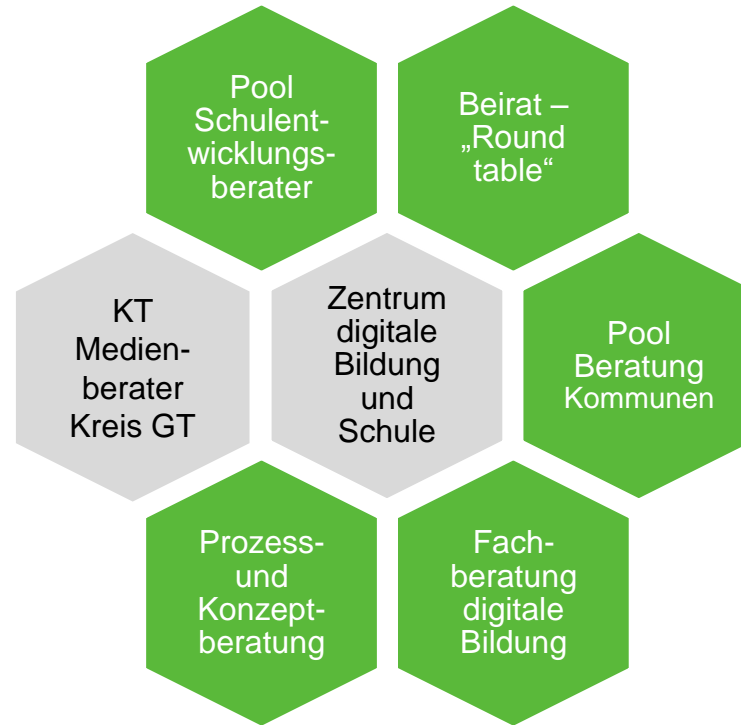 Pool
Schulent-
wicklungs-
berater
Beirat –
„Round
table“
KT
Medien-
berater
Kreis GT
Zentrum
digitale
Bildung
und
Schule
Pool
Beratung
Kommunen
Prozess-
und
Konzept-
beratung
Fach-
beratung
digitale
Bildung